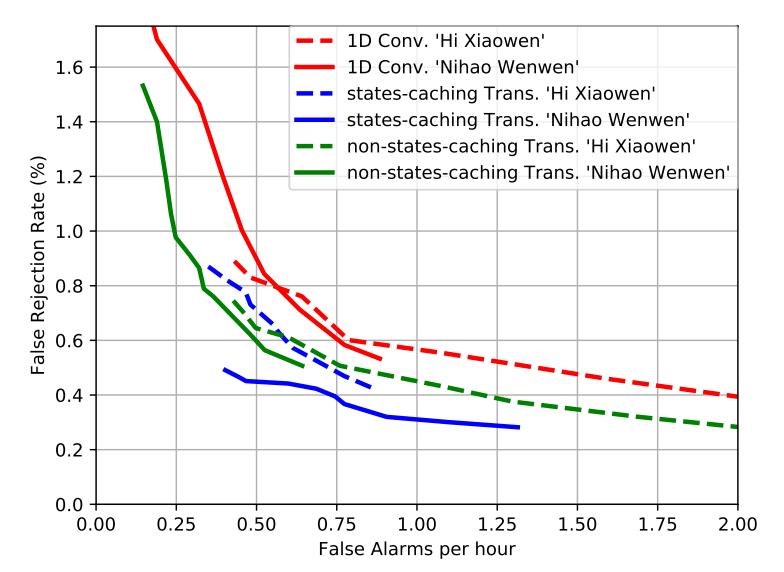 1D Conv. 'Hi Xiaowen'
1D Conv. 'Nihao Wenwen'
states-caching Trans. 'Hi Xiaowen'
states-caching Trans. 'Nihao Wenwen'
non-states-caching Trans. 'Hi Xiaowen'
non-states-caching Trans. 'Nihao Wenwen'
False Rejection Rate (%)
1.6
1.4
1.2
1.0
0.8
0.6
0.4
0.2
0.0
0.00 0.25 0.50 0.75 1.00 1.25 1.50 1.75 2.00
False Alarms per hour